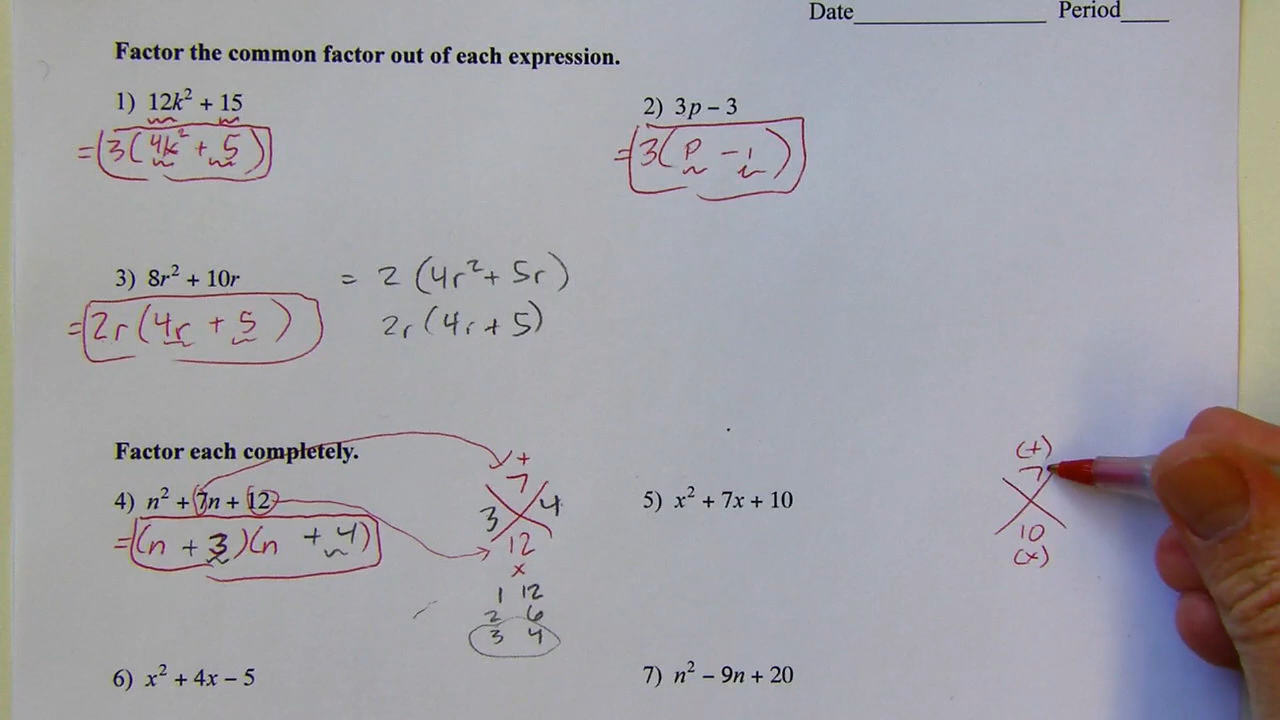 Date____________ Period____
Factor the common factor out of each expression.
1) 12k² + 15
= 3(4k² + 5)
2) 3p – 3
= 3(p – 1)
3) 8r² + 10r
= 2(4r² + 5r)
= 2r(4r + 5)
2r(4r + 5)
Factor each completely.
4) n² + 7n + 12
= (n + 3)(n + 4)
+
7
3 4
12
x
1 12
2 6
3 4
5) x² + 7x + 10
(+)
7
10
(x)
6) x² + 4x – 5
7) n² – 9n + 20